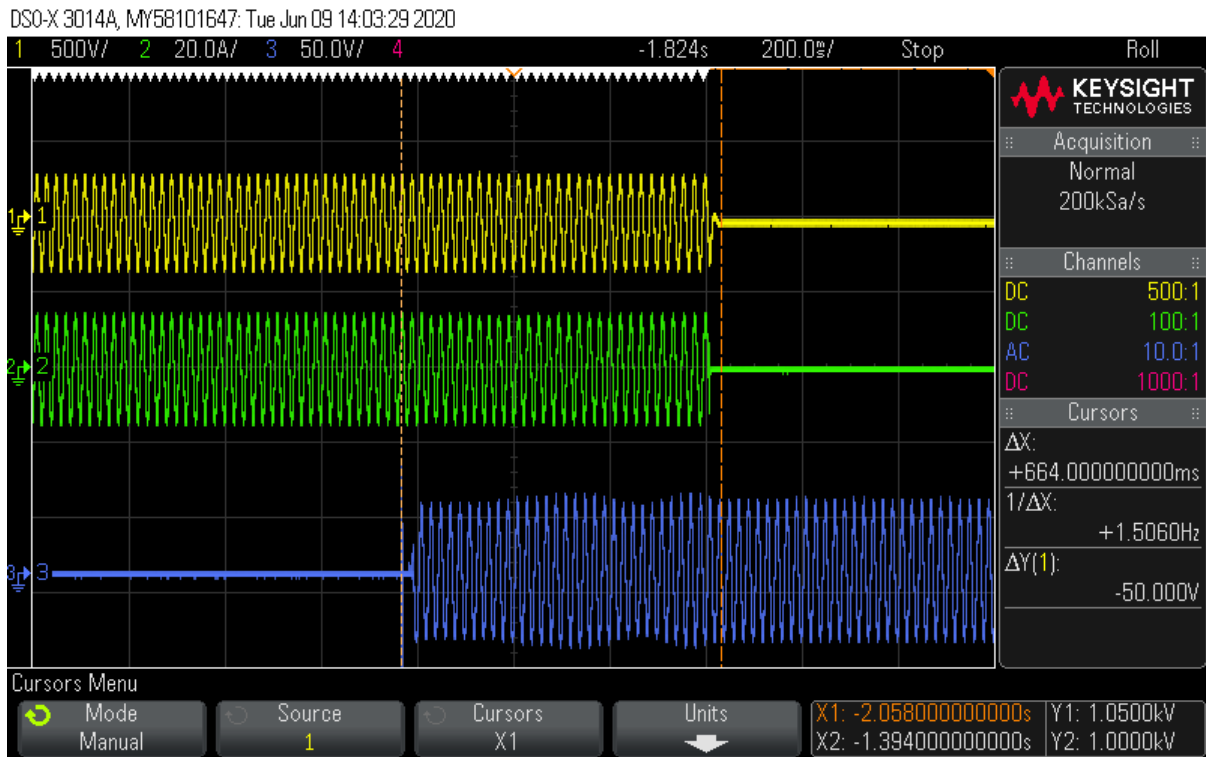 DSO-X 3014A, MY58101647: Tue Jun 09 14:03:29 2020
1 500V/ 2 20.0A/ 3 50.0V/ 4 -1.824s 200.0ms/ Stop Roll
KEYSIGHT
TECHNOLOGIES
Acquisition
Normal
200kSa/s
1
Channels
DC 500:1
DC 100:1
AC 10.0:1
DC 1000:1
2
Cursors
ΔX:
+664.000000000ms
1/ΔX:
+1.5060Hz
ΔY(1):
-50.000V
3
Cursors Menu
Mode
Manual
Source
1
Cursors
X1
Units
X1: -2.058000000000s Y1: 1.0500kV
X2: -1.394000000000s Y2: 1.0000kV